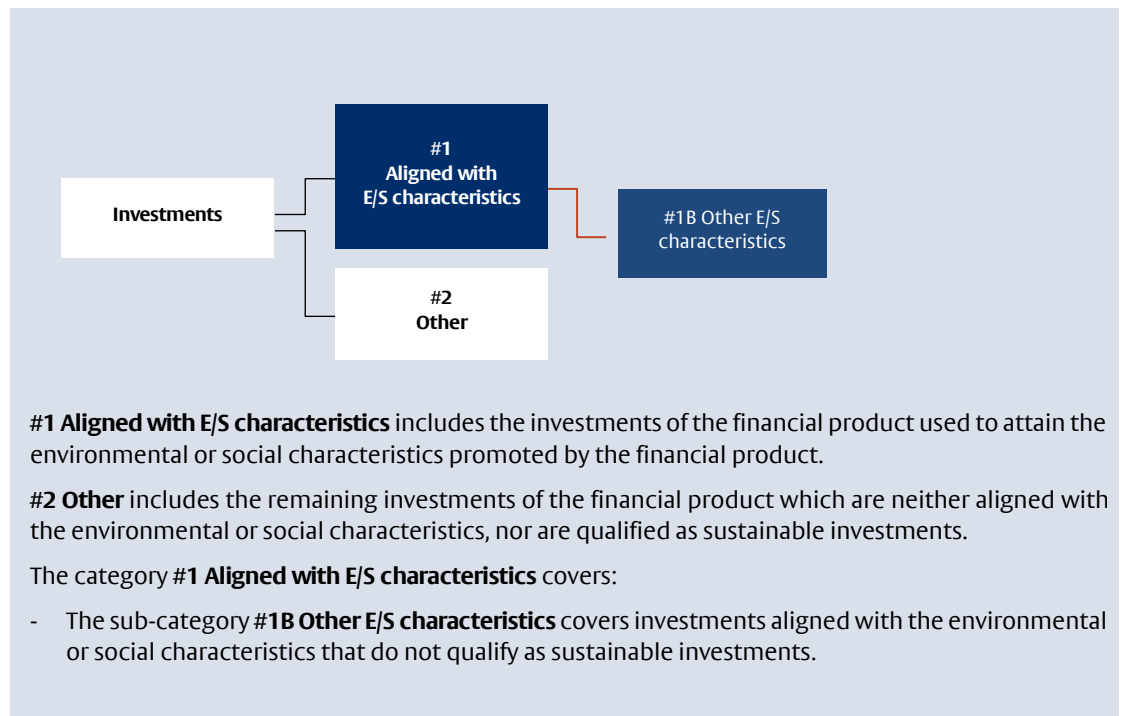 #1
Aligned with
E/S characteristics
Investments
#1B Other E/S
characteristics
#2
Other
#1 Aligned with E/S characteristics includes the investments of the financial product used to attain the
environmental or social characteristics promoted by the financial product.
#2 Other includes the remaining investments of the financial product which are neither aligned with
the environmental or social characteristics, nor are qualified as sustainable investments.
The category #1 Aligned with E/S characteristics covers:
- The sub-category #1B Other E/S characteristics covers investments aligned with the environmental
or social characteristics that do not qualify as sustainable investments.